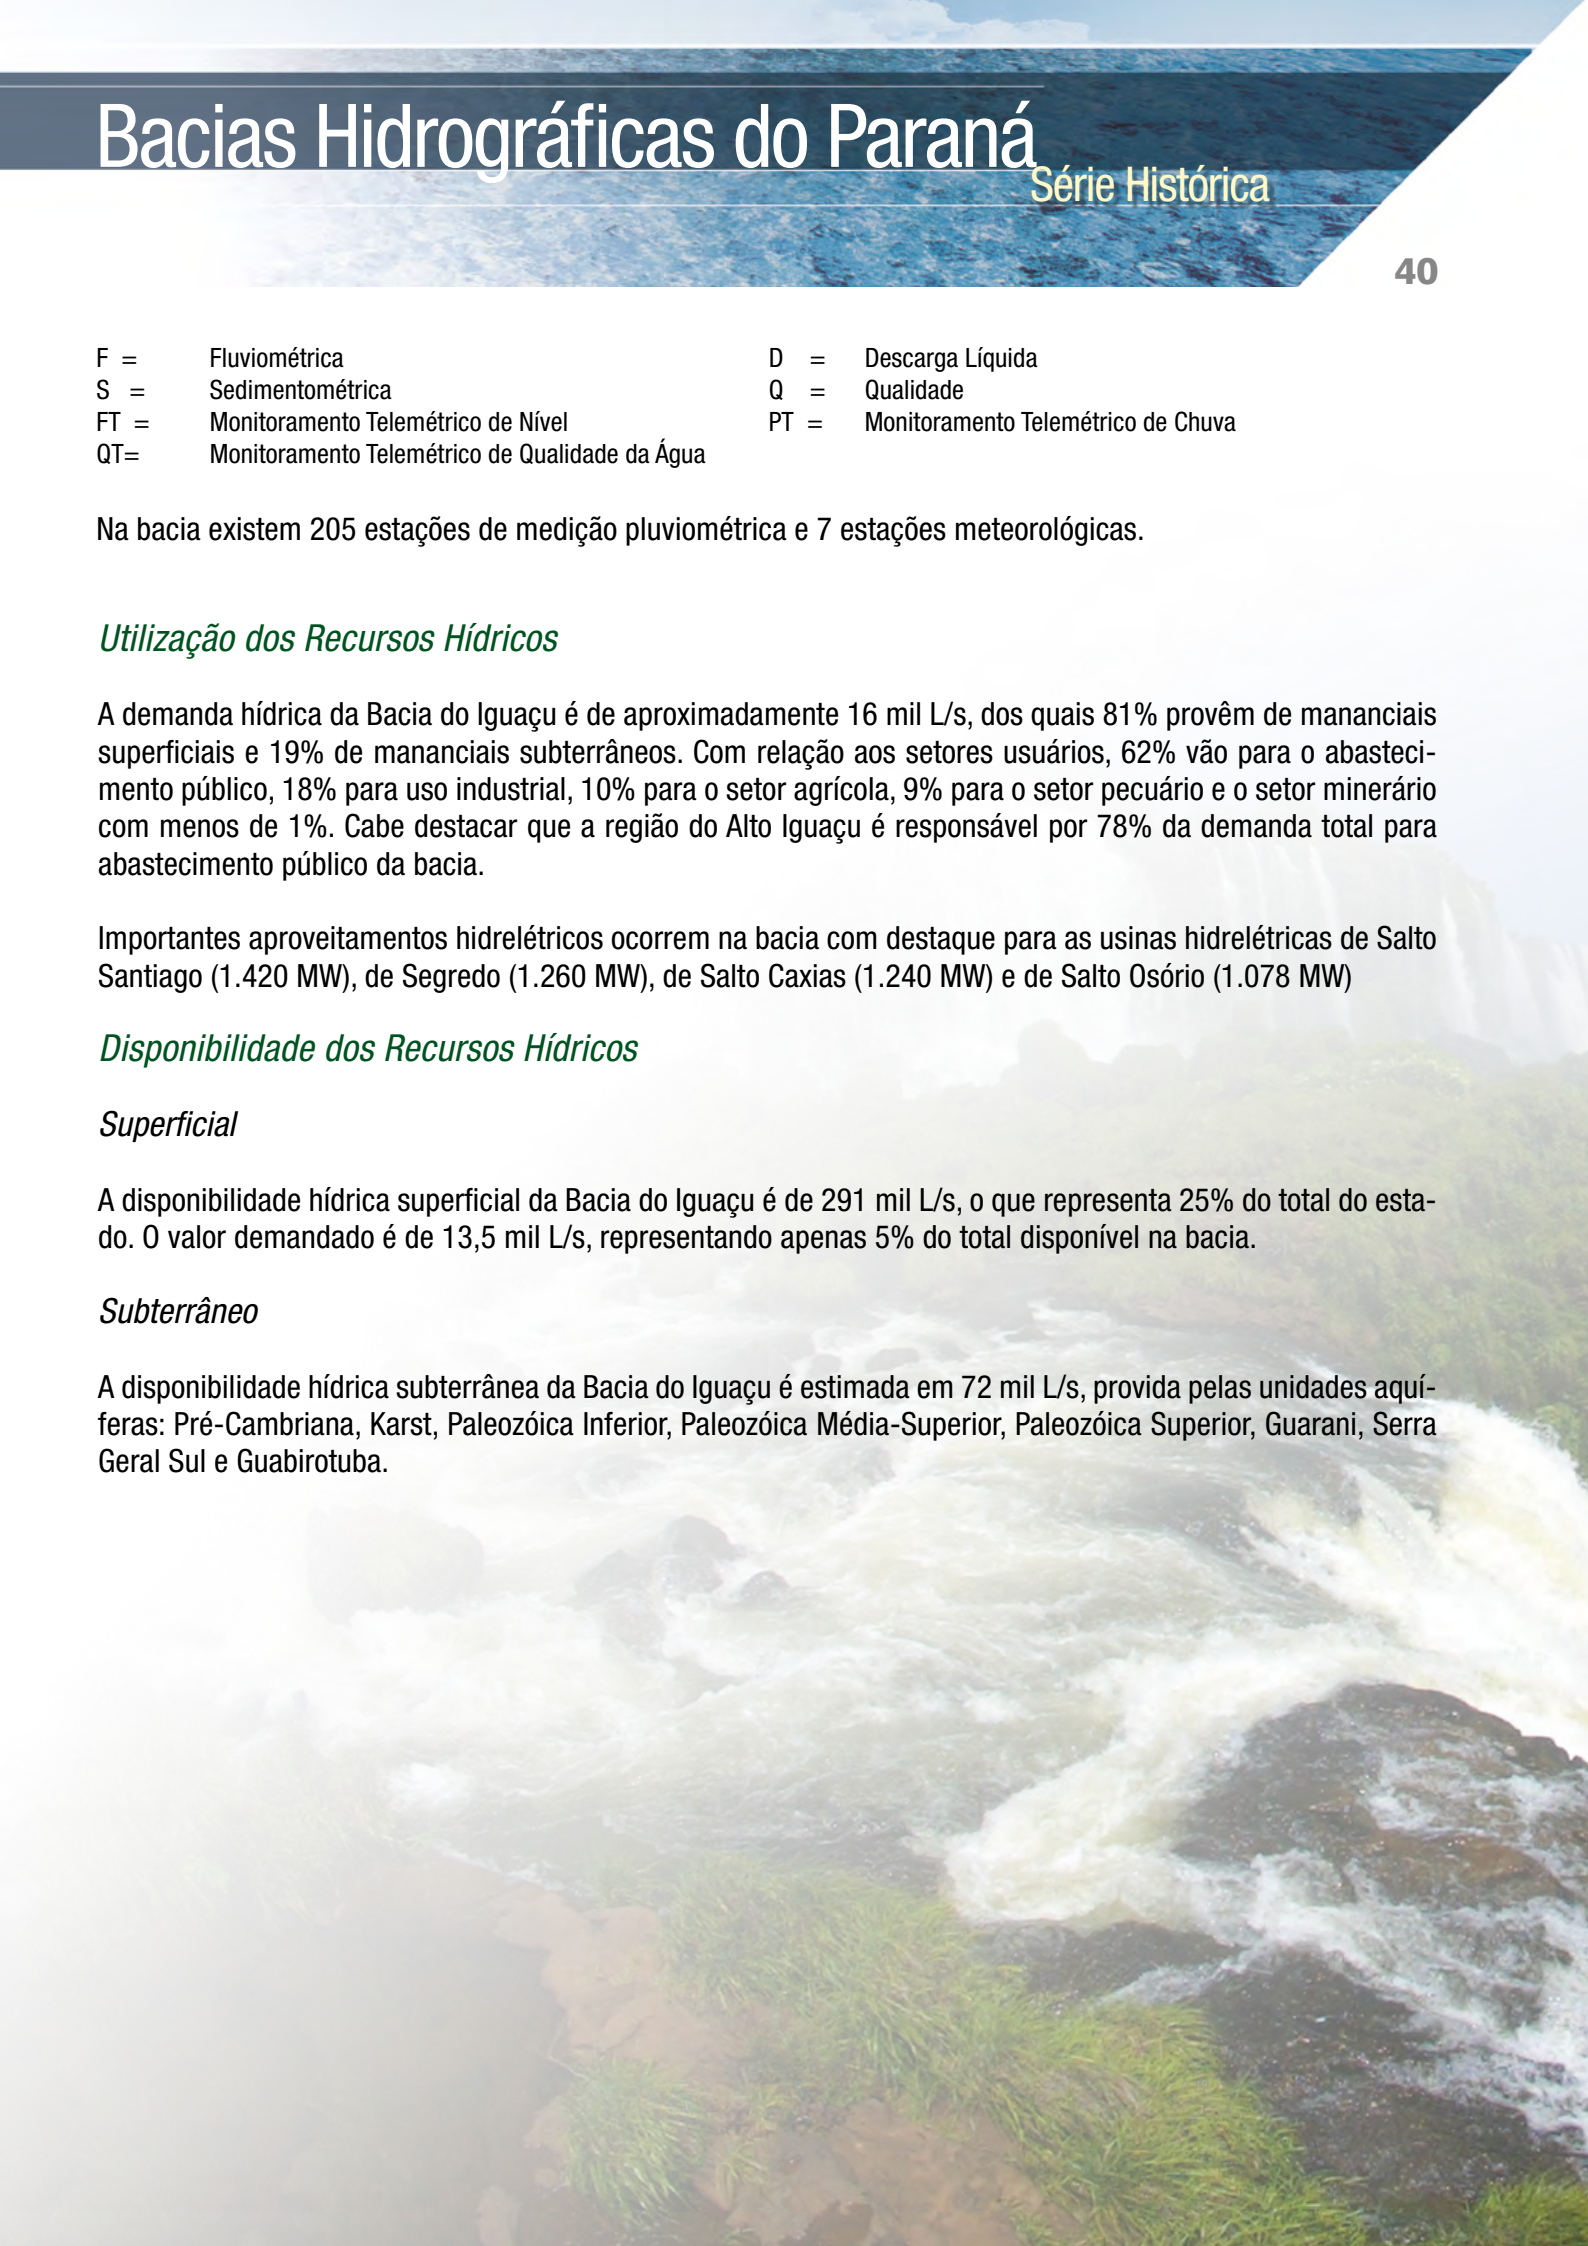 Bacias Hidrográficas do Paraná
Série Histórica
40
F = Fluviométrica
S = Sedimentométrica
FT = Monitoramento Telemétrico de Nível
QT= Monitoramento Telemétrico de Qualidade da Água
D = Descarga Líquida
Q = Qualidade
PT = Monitoramento Telemétrico de Chuva
Na bacia existem 205 estações de medição pluviométrica e 7 estações meteorológicas.
Utilização dos Recursos Hídricos
A demanda hídrica da Bacia do Iguaçu é de aproximadamente 16 mil L/s, dos quais 81% provêm de mananciais
superficiais e 19% de mananciais subterrâneos. Com relação aos setores usuários, 62% vão para o abasteci-
mento público, 18% para uso industrial, 10% para o setor agrícola, 9% para o setor pecuário e o setor minerário
com menos de 1%. Cabe destacar que a região do Alto Iguaçu é responsável por 78% da demanda total para
abastecimento público da bacia.
Importantes aproveitamentos hidrelétricos ocorrem na bacia com destaque para as usinas hidrelétricas de Salto
Santiago (1.420 MW), de Segredo (1.260 MW), de Salto Caxias (1.240 MW) e de Salto Osório (1.078 MW)
Disponibilidade dos Recursos Hídricos
Superficial
A disponibilidade hídrica superficial da Bacia do Iguaçu é de 291 mil L/s, o que representa 25% do total do esta-
do. O valor demandado é de 13,5 mil L/s, representando apenas 5% do total disponível na bacia.
Subterrâneo
A disponibilidade hídrica subterrânea da Bacia do Iguaçu é estimada em 72 mil L/s, provida pelas unidades aquí-
feras: Pré-Cambriana, Karst, Paleozóica Inferior, Paleozóica Média-Superior, Paleozóica Superior, Guarani, Serra
Geral Sul e Guabirotuba.